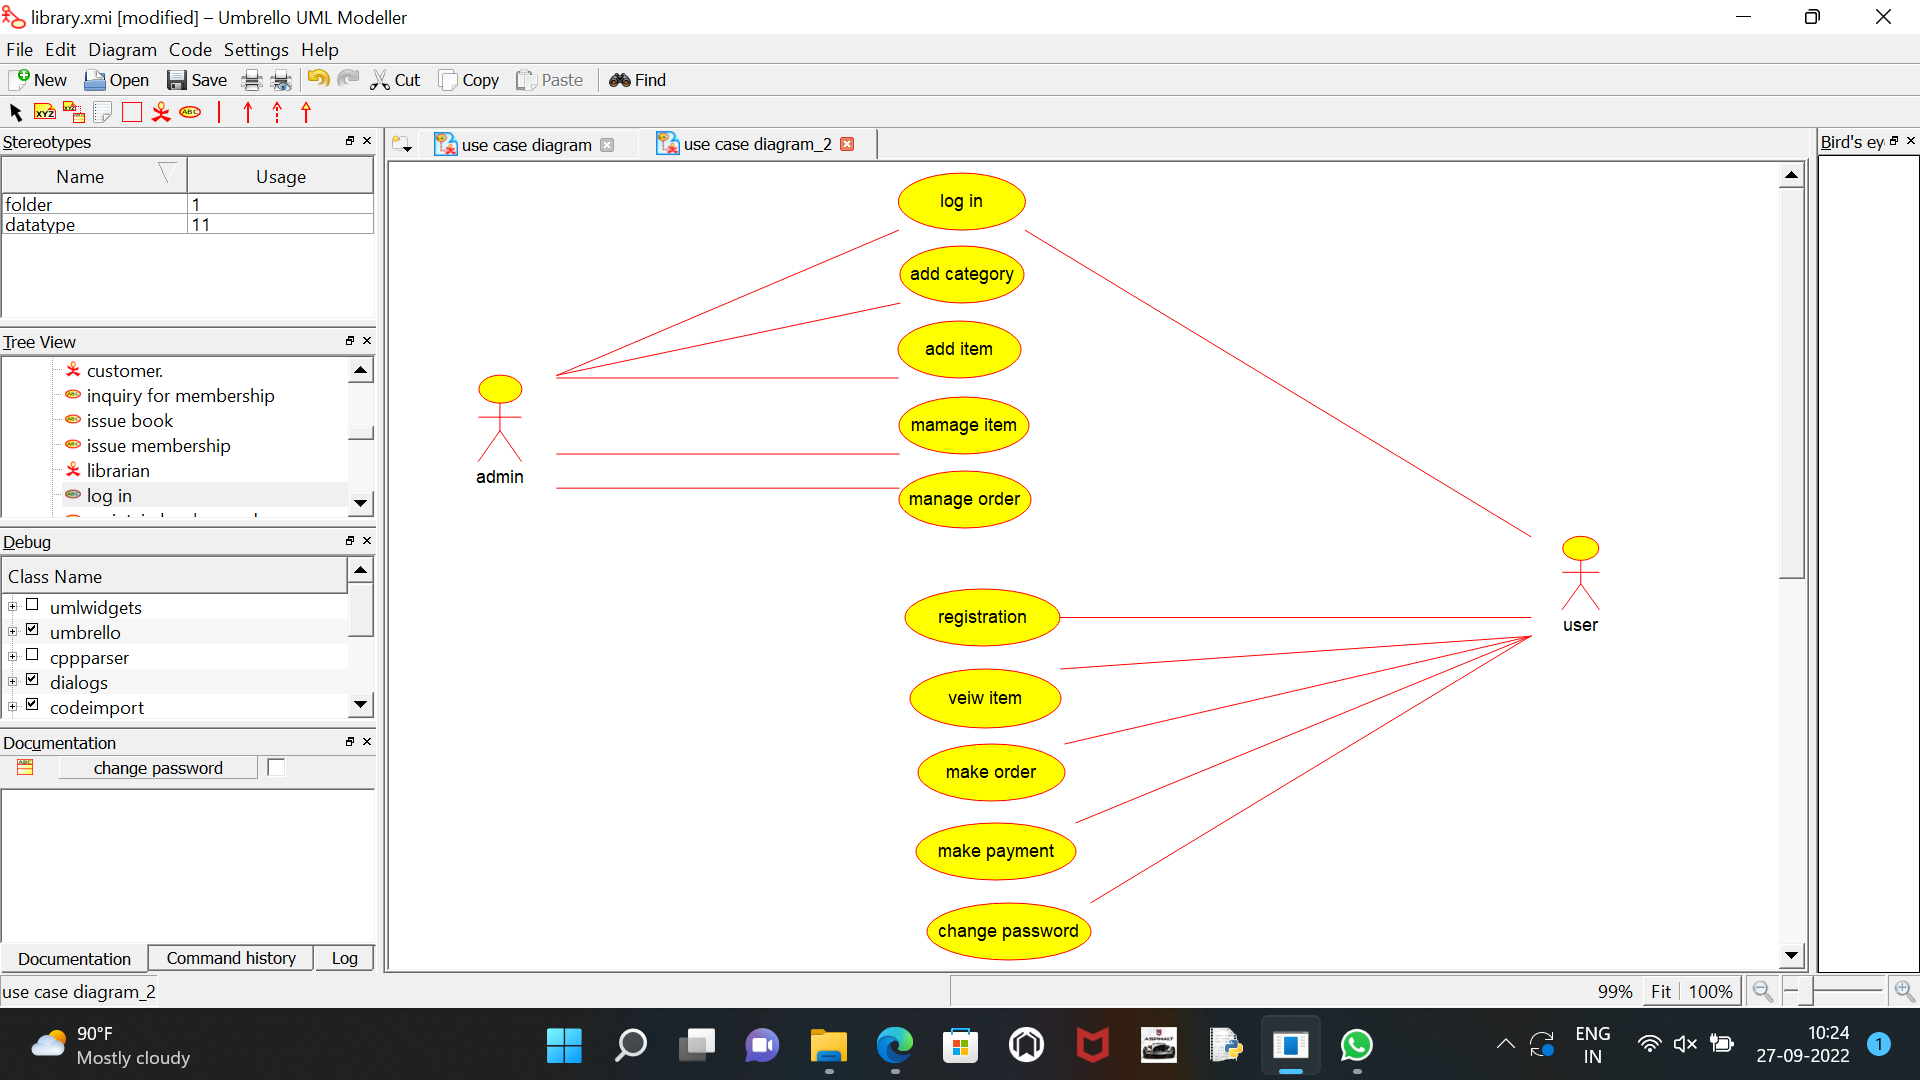 library.xmi [modified] – Umbrello UML Modeller
File Edit Diagram Code Settings Help
New Open Save Cut Copy Paste Find
XYZ ABC
Stereotypes
Name Usage
folder 1
datatype 11
Tree View
customer.
inquiry for membership
issue book
issue membership
librarian
log in
Debug
Class Name
umlwidgets
umbrello
cppparser
dialogs
codeimport
Documentation
change password
Documentation Command history Log
use case diagram use case diagram_2
log in
add category
add item
mamage item
manage order
admin
registration
veiw item
make order
make payment
change password
user
Bird's ey
use case diagram_2
99% Fit 100%
90°F
Mostly cloudy
ASPHALT
ENG
IN
10:24
27-09-2022
1